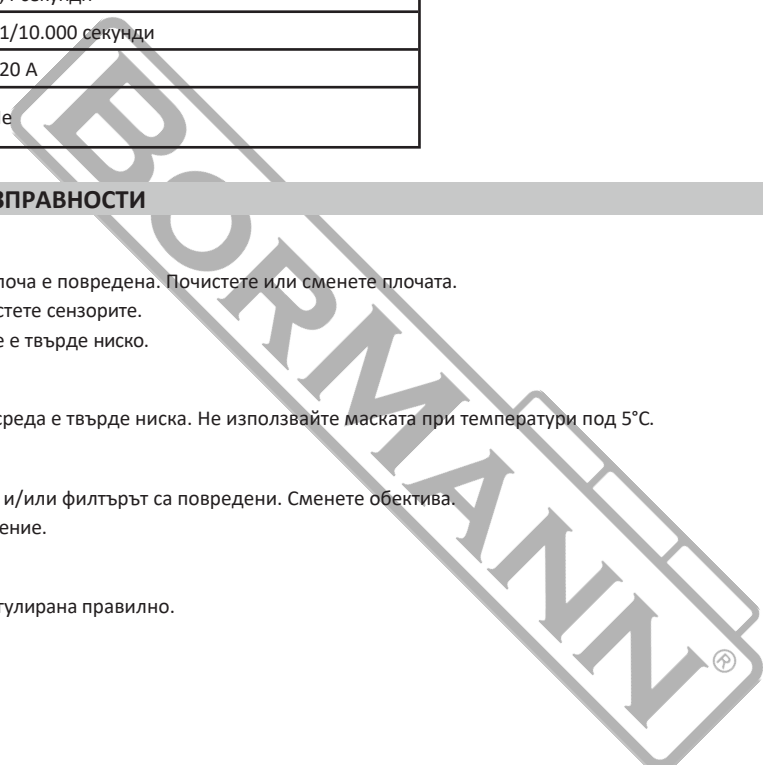 секунди
1/10.000 секунди
20 A
ЗПРАВНОСТИ
лоча е повредена. Почистете или сменете плочата.
стете сензорите.
е е твърде ниско.
среда е твърде ниска. Не използвайте маската при температури под 5°C.
и/или филтърът са повредени. Сменете обектива.
ение.
гулирана правилно.
BORMANN®